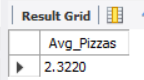 Result Grid
Avg_Pizzas
2.3220